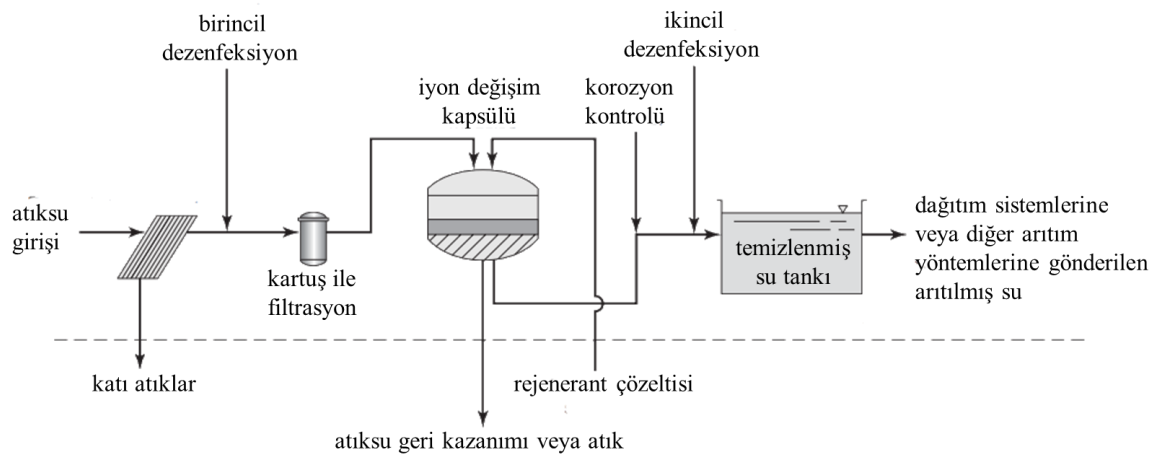 birincil
dezenfeksiyon
ikincil
dezenfeksiyon
iyon değişim
kapsülü
korozyon
kontrolü
atıksu
girişi
kartuş ile
filtrasyon
temizlenmiş
su tankı
dağıtım sistemlerine
veya diğer arıtım
yöntemlerine gönderilen
arıtılmış su
katı atıklar
rejenerant çözeltisi
atıksu geri kazanımı veya atık